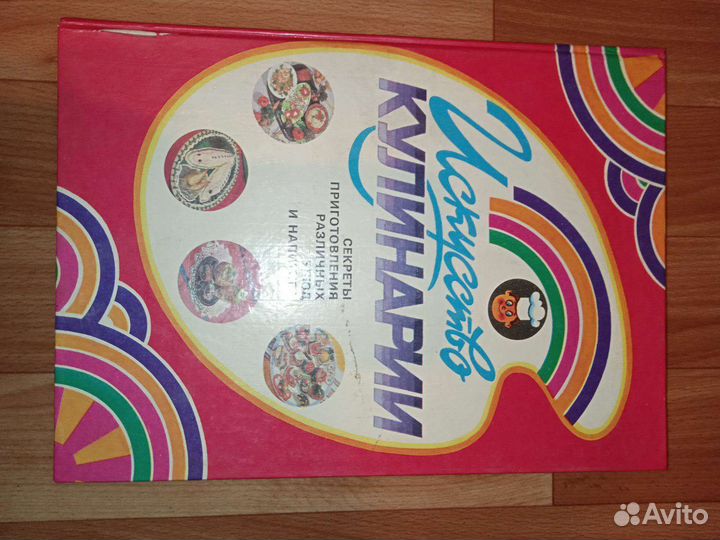 Искусство
КУЛИНАРИИ
СЕКРЕТЫ
ПРИГОТОВЛЕНИЯ
РАЗЛИЧНЫХ
И
Avito